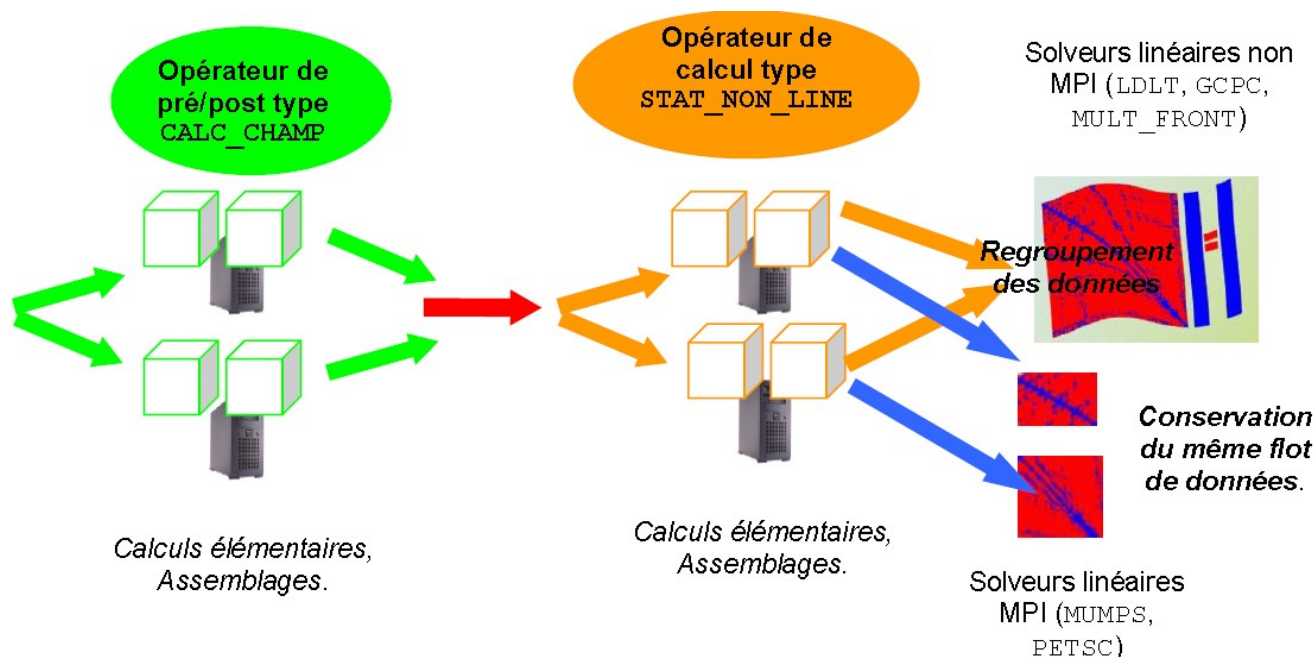 Opérateur de
pré/post type
CALC_CHAMP
Opérateur de
calcul type
STAT_NON_LINE
Solveurs linéaires non
MPI (LDLT, GCPC,
MULT_FRONT)
Regroupement
des données
Conservation
du même flot
de données.
Calculs élémentaires,
Assemblages.
Calculs élémentaires,
Assemblages.
Solveurs linéaires
MPI (MUMPS,
PETSC)